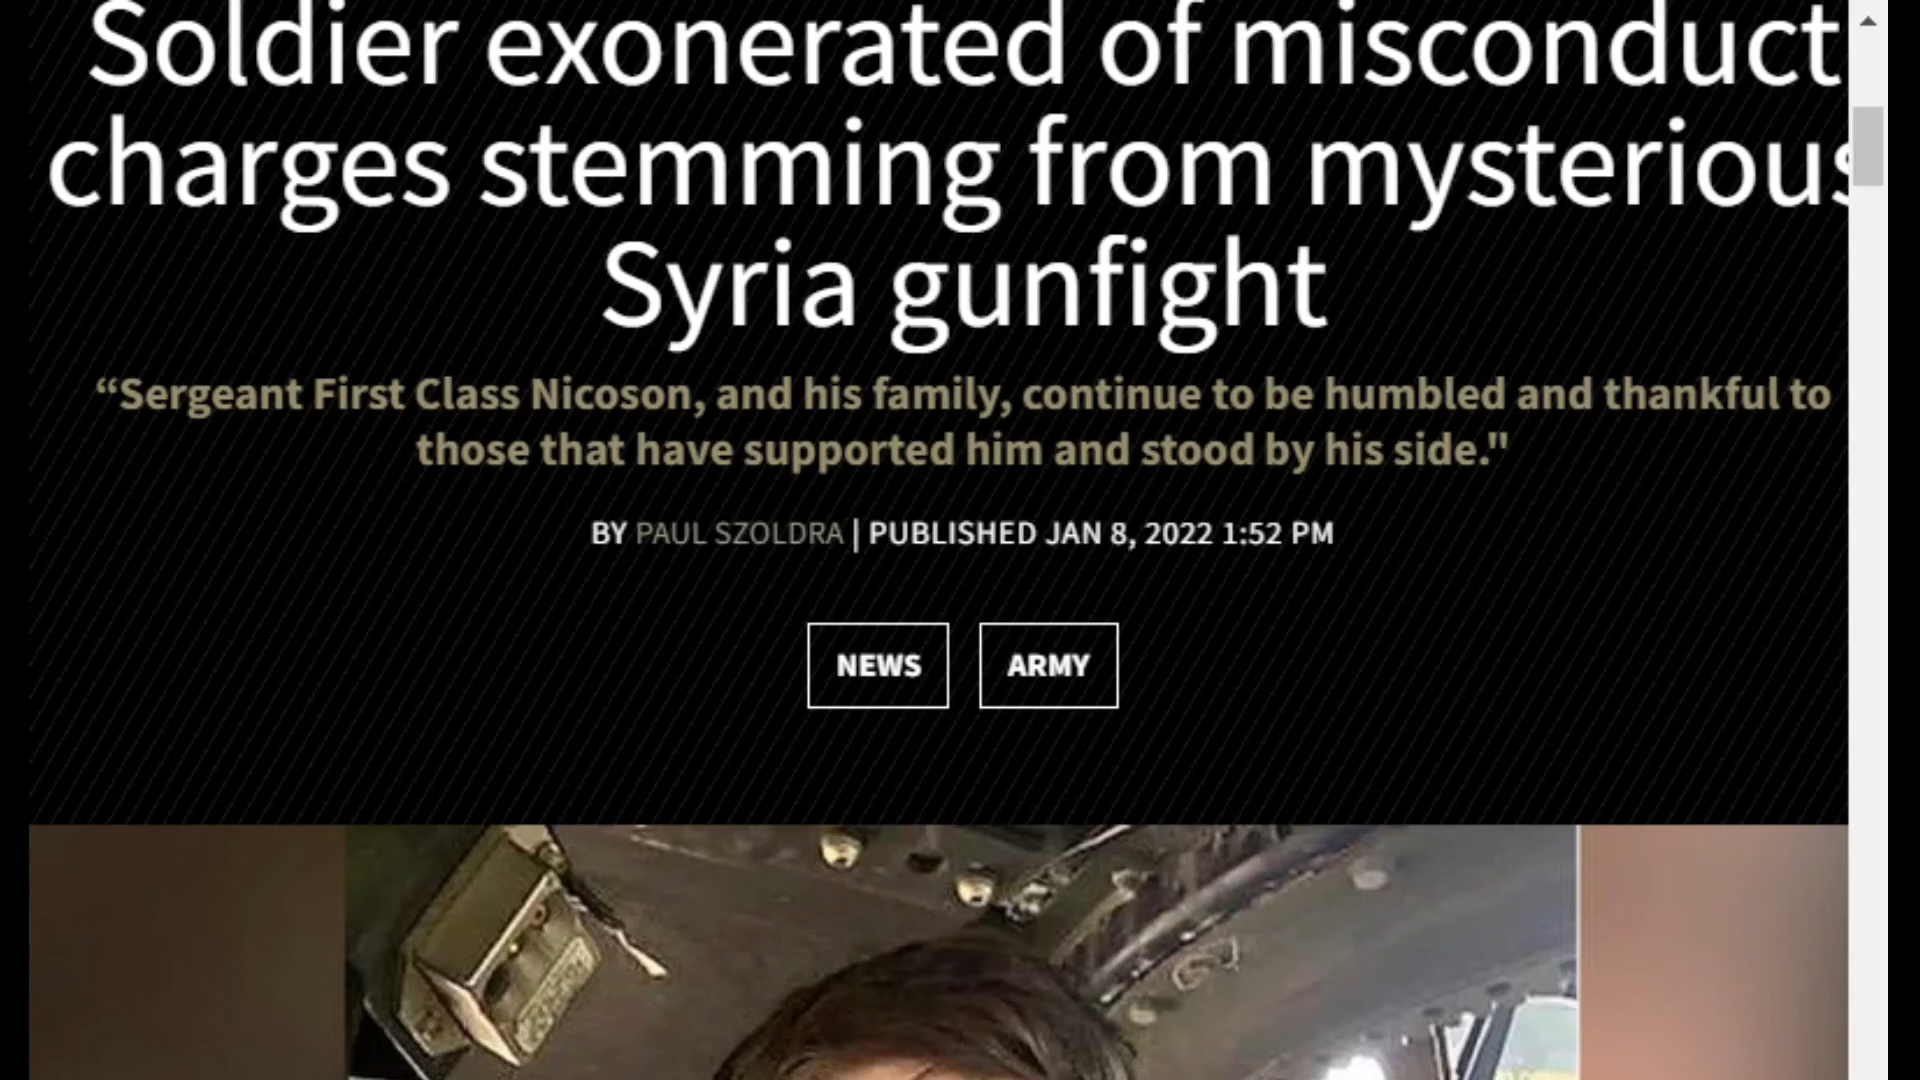 Soldier exonerated of misconduct
charges stemming from mysterious
Syria gunfight
“Sergeant First Class Nicoson, and his family, continue to be humbled and thankful to
those that have supported him and stood by his side."
BY PAUL SZOLDRA | PUBLISHED JAN 8, 2022 1:52 PM
NEWS ARMY